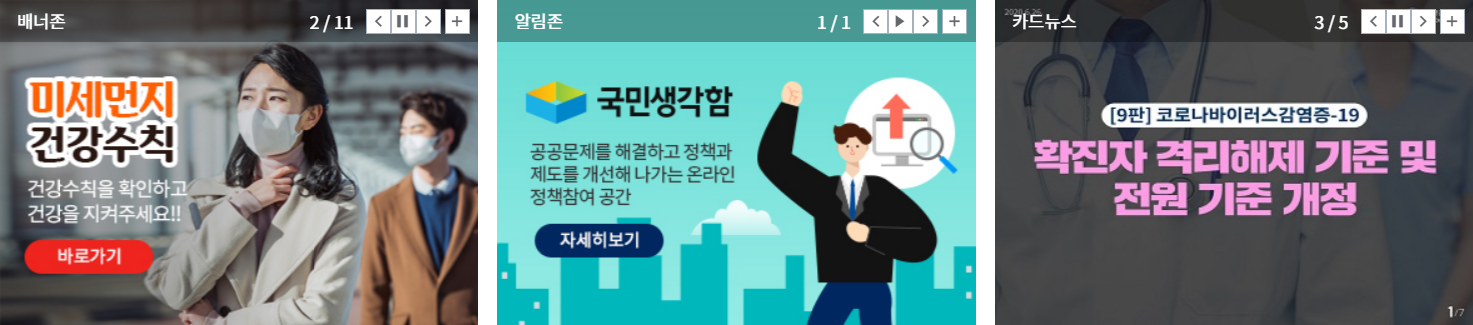 배너존
2 / 11
미세먼지
건강수칙
건강수칙을 확인하고
건강을 지켜주세요!!
바로가기
알림존
1 / 1
국민생각함
공공문제를 해결하고 정책과
제도를 개선해 나가는 온라인
정책참여 공간
자세히보기
카드뉴스
3 / 5
2020.6.26
[9판] 코로나바이러스감염증-19
확진자 격리해제 기준 및
전원 기준 개정
1/7